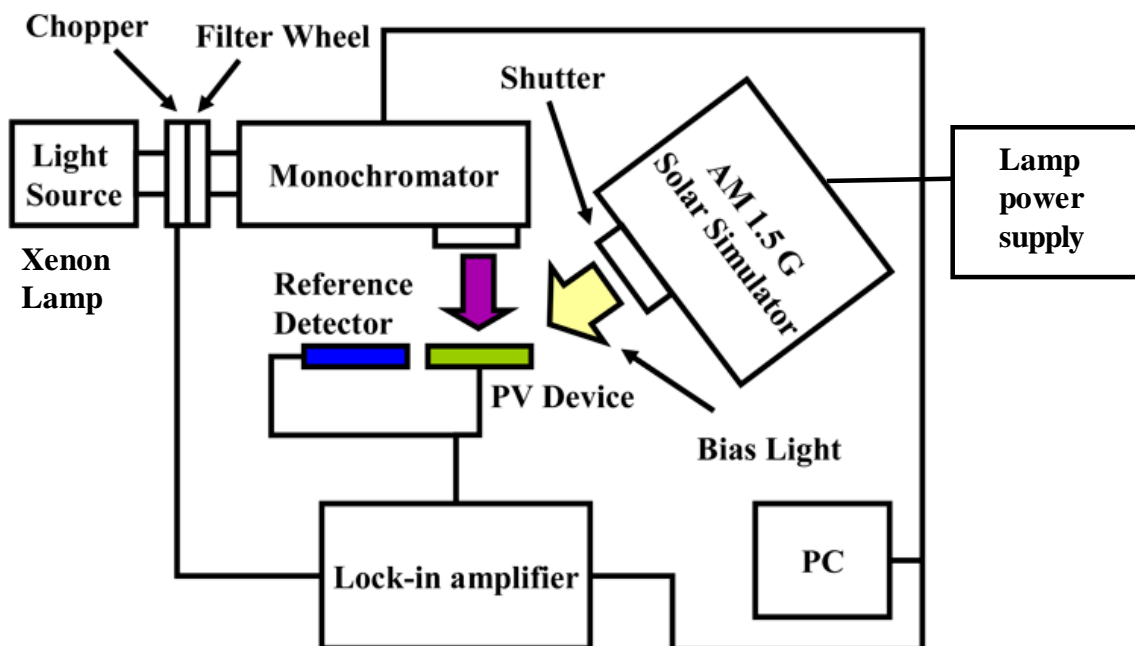 Chopper
Filter Wheel
Shutter
Light
Source
Monochromator
AM 1.5 G
Solar Simulator
Lamp
power
supply
Xenon
Lamp
Reference
Detector
PV Device
Bias Light
PC
Lock-in amplifier